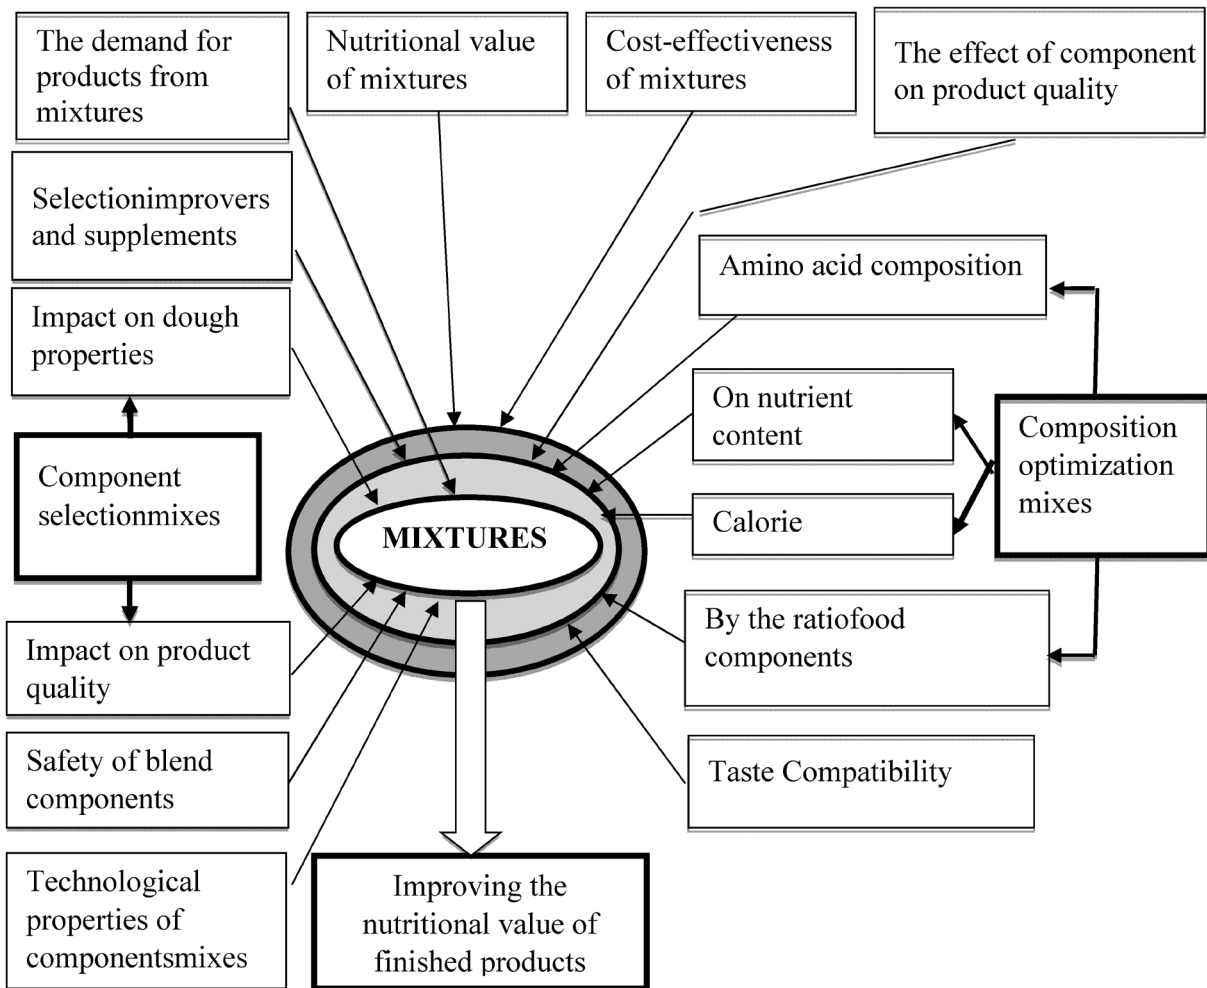 The demand for
products from
mixtures
Nutritional value
of mixtures
Cost-effectiveness
of mixtures
The effect of component
on product quality
Selectionimprovers
and supplements
Amino acid composition
Impact on dough
properties
On nutrient
content
Composition
optimization
mixes
Component
selectionmixes
Calorie
MIXTURES
By the ratiofood
components
Impact on product
quality
Safety of blend
components
Taste Compatibility
Technological
properties of
componentsmixes
Improving the
nutritional value of
finished products